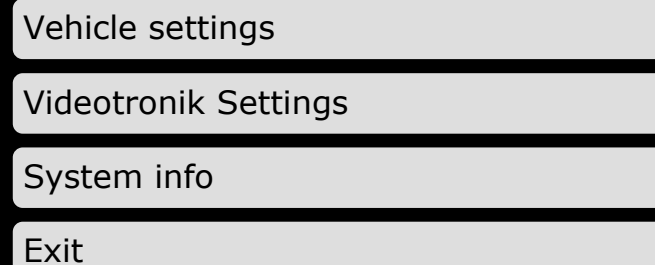 Vehicle settings
Videotronik Settings
System info
Exit